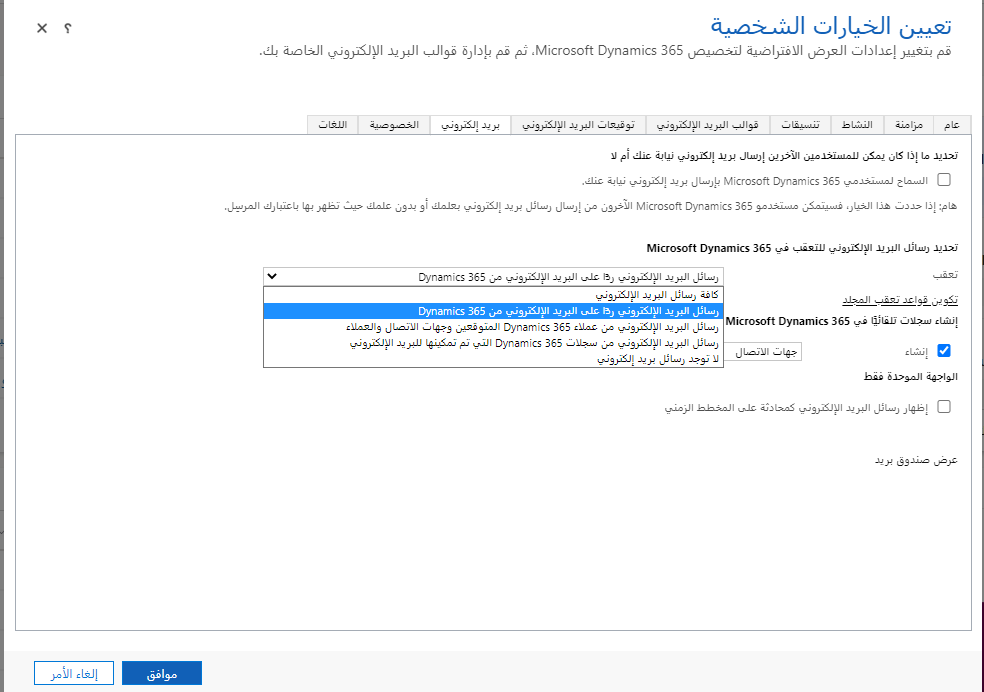 تعيين الخيارات الشخصية
؟
قم بتغيير إعدادات العرض الافتراضية لتخصيص Microsoft Dynamics 365، ثم قم بإدارة قوالب البريد الإلكتروني الخاصة بك.
عام مزامنة النشاط تنسيقات قوالب البريد الإلكتروني توقيعات البريد الإلكتروني بريد إلكتروني الخصوصية اللغات
تحديد ما إذا كان يمكن للمستخدمين الآخرين إرسال بريد إلكتروني نيابة عنك أم لا
السماح لمستخدمي Microsoft Dynamics 365 بإرسال بريد إلكتروني نيابة عنك.
هام: إذا حددت هذا الخيار، فسيتمكن مستخدمو Microsoft Dynamics 365 الآخرون من إرسال رسائل بريد إلكتروني بعلمك أو بدون علمك حيث تظهر بها باعتبارك المرسِل.
تحديد رسائل البريد الإلكتروني للتعقب في Microsoft Dynamics 365
تعقب
رسائل البريد الإلكتروني ردًا على البريد الإلكتروني من Dynamics 365
كافة رسائل البريد الإلكتروني
رسائل البريد الإلكتروني ردًا على البريد الإلكتروني من Dynamics 365
رسائل البريد الإلكتروني من عملاء Dynamics 365 المتوقعين وجهات الاتصال والعملاء
رسائل البريد الإلكتروني من سجلات Dynamics 365 التي تم تمكينها للبريد الإلكتروني
لا توجد رسائل بريد إلكتروني
تكوين قواعد تعقب المجلد
إنشاء سجلات تلقائيًا في Microsoft Dynamics 365
إنشاء جهات الاتصال
الواجهة الموحدة فقط
إظهار رسائل البريد الإلكتروني كمحادثة على المخطط الزمني
عرض صندوق بريد
موافق إلغاء الأمر